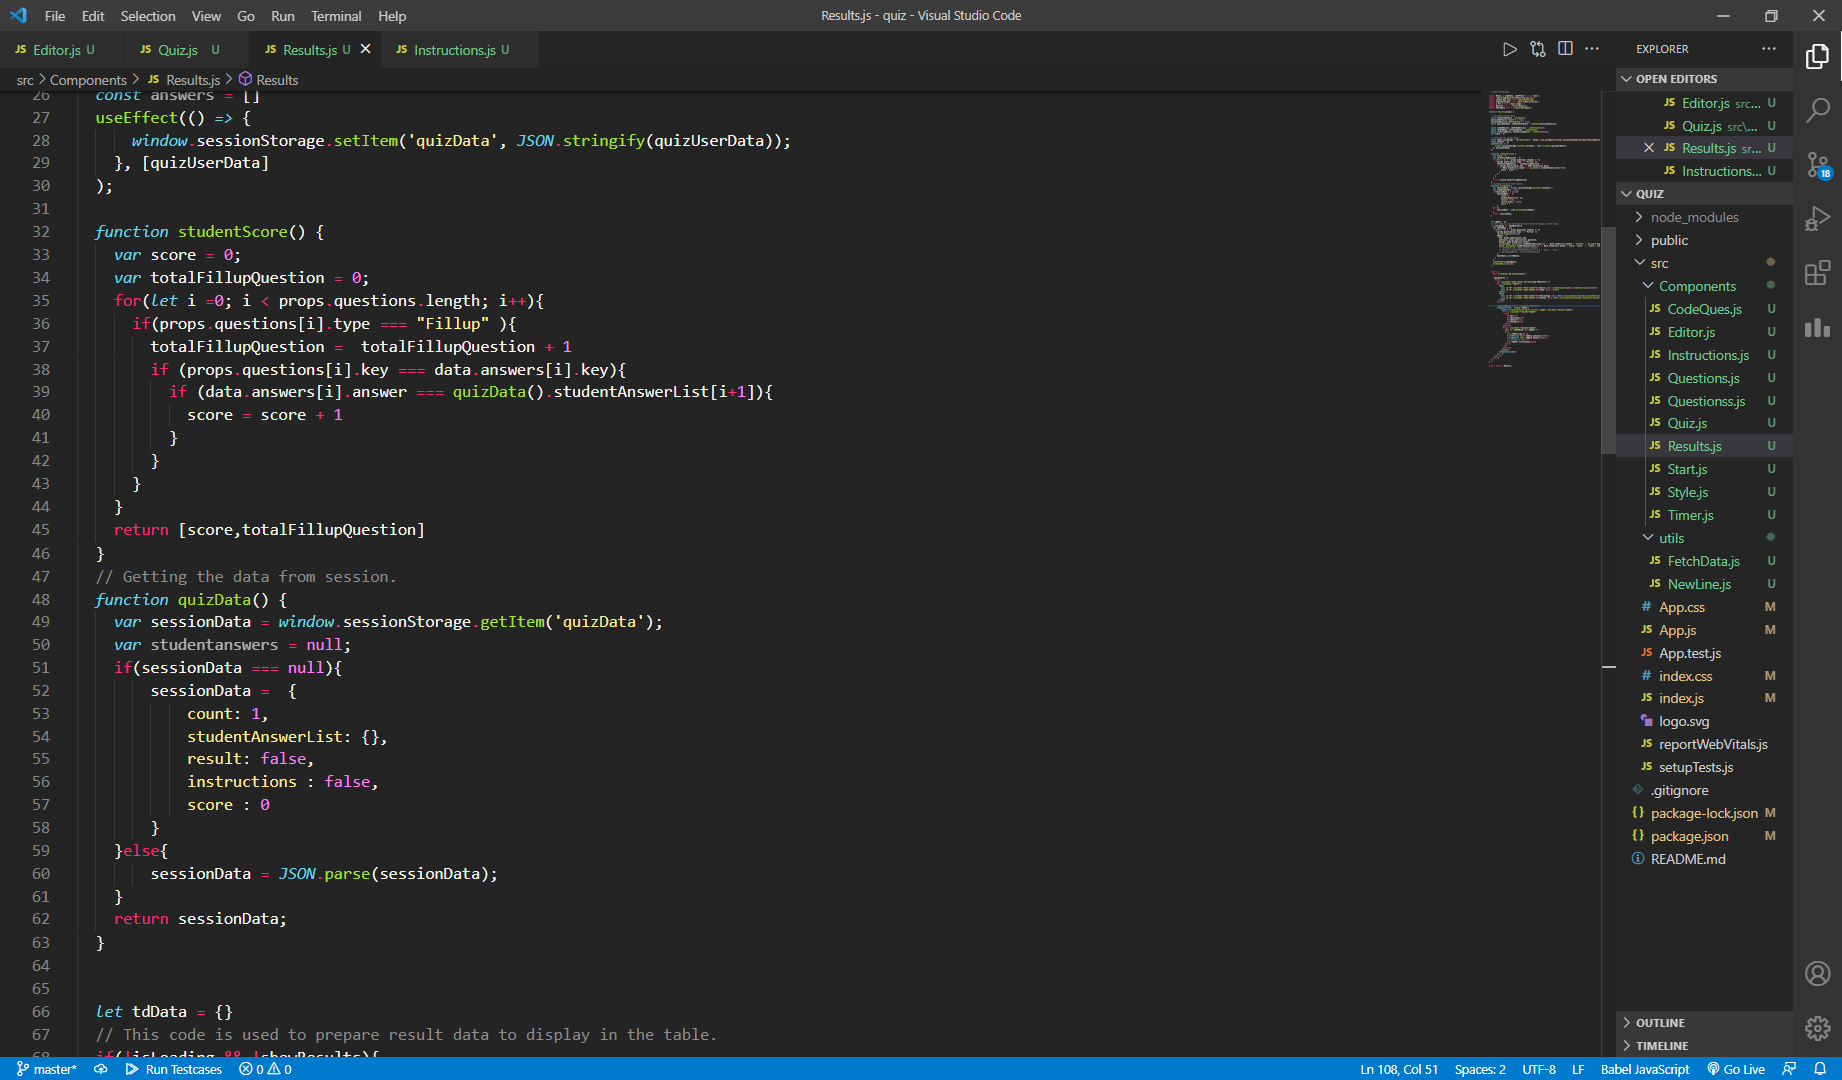 File Edit Selection View Go Run Terminal Help
Results.js - quiz - Visual Studio Code
JS Editor.js U
JS Quiz.js U
JS Results.js U
JS Instructions.js U
src > Components > JS Results.js > Results
26 const answers = []
27 useEffect(() => {
28 window.sessionStorage.setItem('quizData', JSON.stringify(quizUserData));
29 }, [quizUserData]
30 );
31
32 function studentScore() {
33 var score = 0;
34 var totalFillupQuestion = 0;
35 for(let i =0; i < props.questions.length; i++){
36 if(props.questions[i].type === "Fillup" ){
37 totalFillupQuestion =  totalFillupQuestion + 1
38 if (props.questions[i].key === data.answers[i].key){
39 if (data.answers[i].answer === quizData().studentAnswerList[i+1]){
40 score = score + 1
41 }
42 }
43 }
44 }
45 return [score,totalFillupQuestion]
46 }
47 // Getting the data from session.
48 function quizData() {
49 var sessionData = window.sessionStorage.getItem('quizData');
50 var studentanswers = null;
51 if(sessionData === null){
52 sessionData =  {
53 count: 1,
54 studentAnswerList: {},
55 result: false,
56 instructions : false,
57 score : 0
58 }
59 }else{
60 sessionData = JSON.parse(sessionData);
61 }
62 return sessionData;
63 }
64
65
66 let tdData = {}
67 // This code is used to prepare result data to display in the table.
68 if(!isLoading && !showResults){
EXPLORER
OPEN EDITORS
JS Editor.js src... U
JS Quiz.js src\... U
JS Results.js sr... U
JS Instructions... U
QUIZ
node_modules
public
src
Components
JS CodeQues.js U
JS Editor.js U
JS Instructions.js U
JS Questions.js U
JS Questionss.js U
JS Quiz.js U
JS Results.js U
JS Start.js U
JS Style.js U
JS Timer.js U
utils
JS FetchData.js U
JS NewLine.js U
# App.css M
JS App.js M
JS App.test.js
# index.css M
JS index.js M
logo.svg
JS reportWebVitals.js
JS setupTests.js
.gitignore
{} package-lock.json M
{} package.json M
README.md
OUTLINE
TIMELINE
18
master* Run Testcases 0 0
Ln 108, Col 51 Spaces: 2 UTF-8 LF Babel JavaScript Go Live